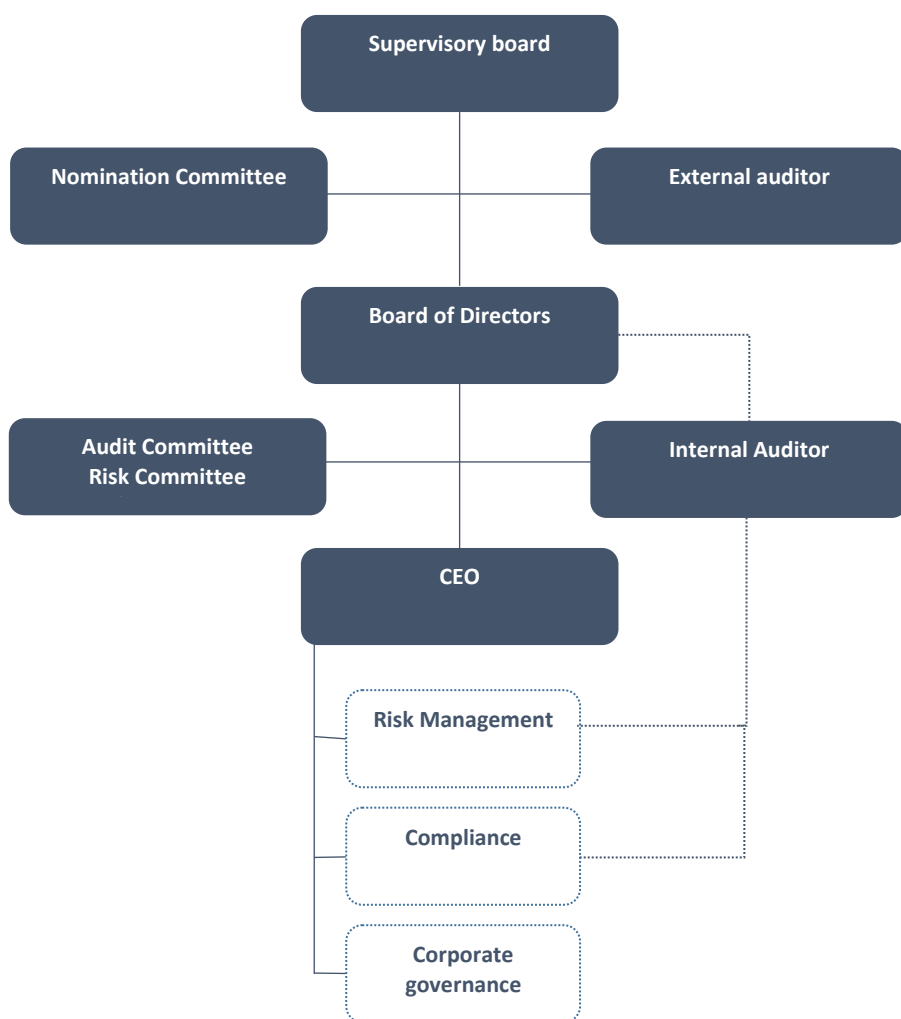 Supervisory board
Nomination Committee
External auditor
Board of Directors
Audit Committee
Risk Committee
Internal Auditor
CEO
Risk Management
Compliance
Corporate
governance